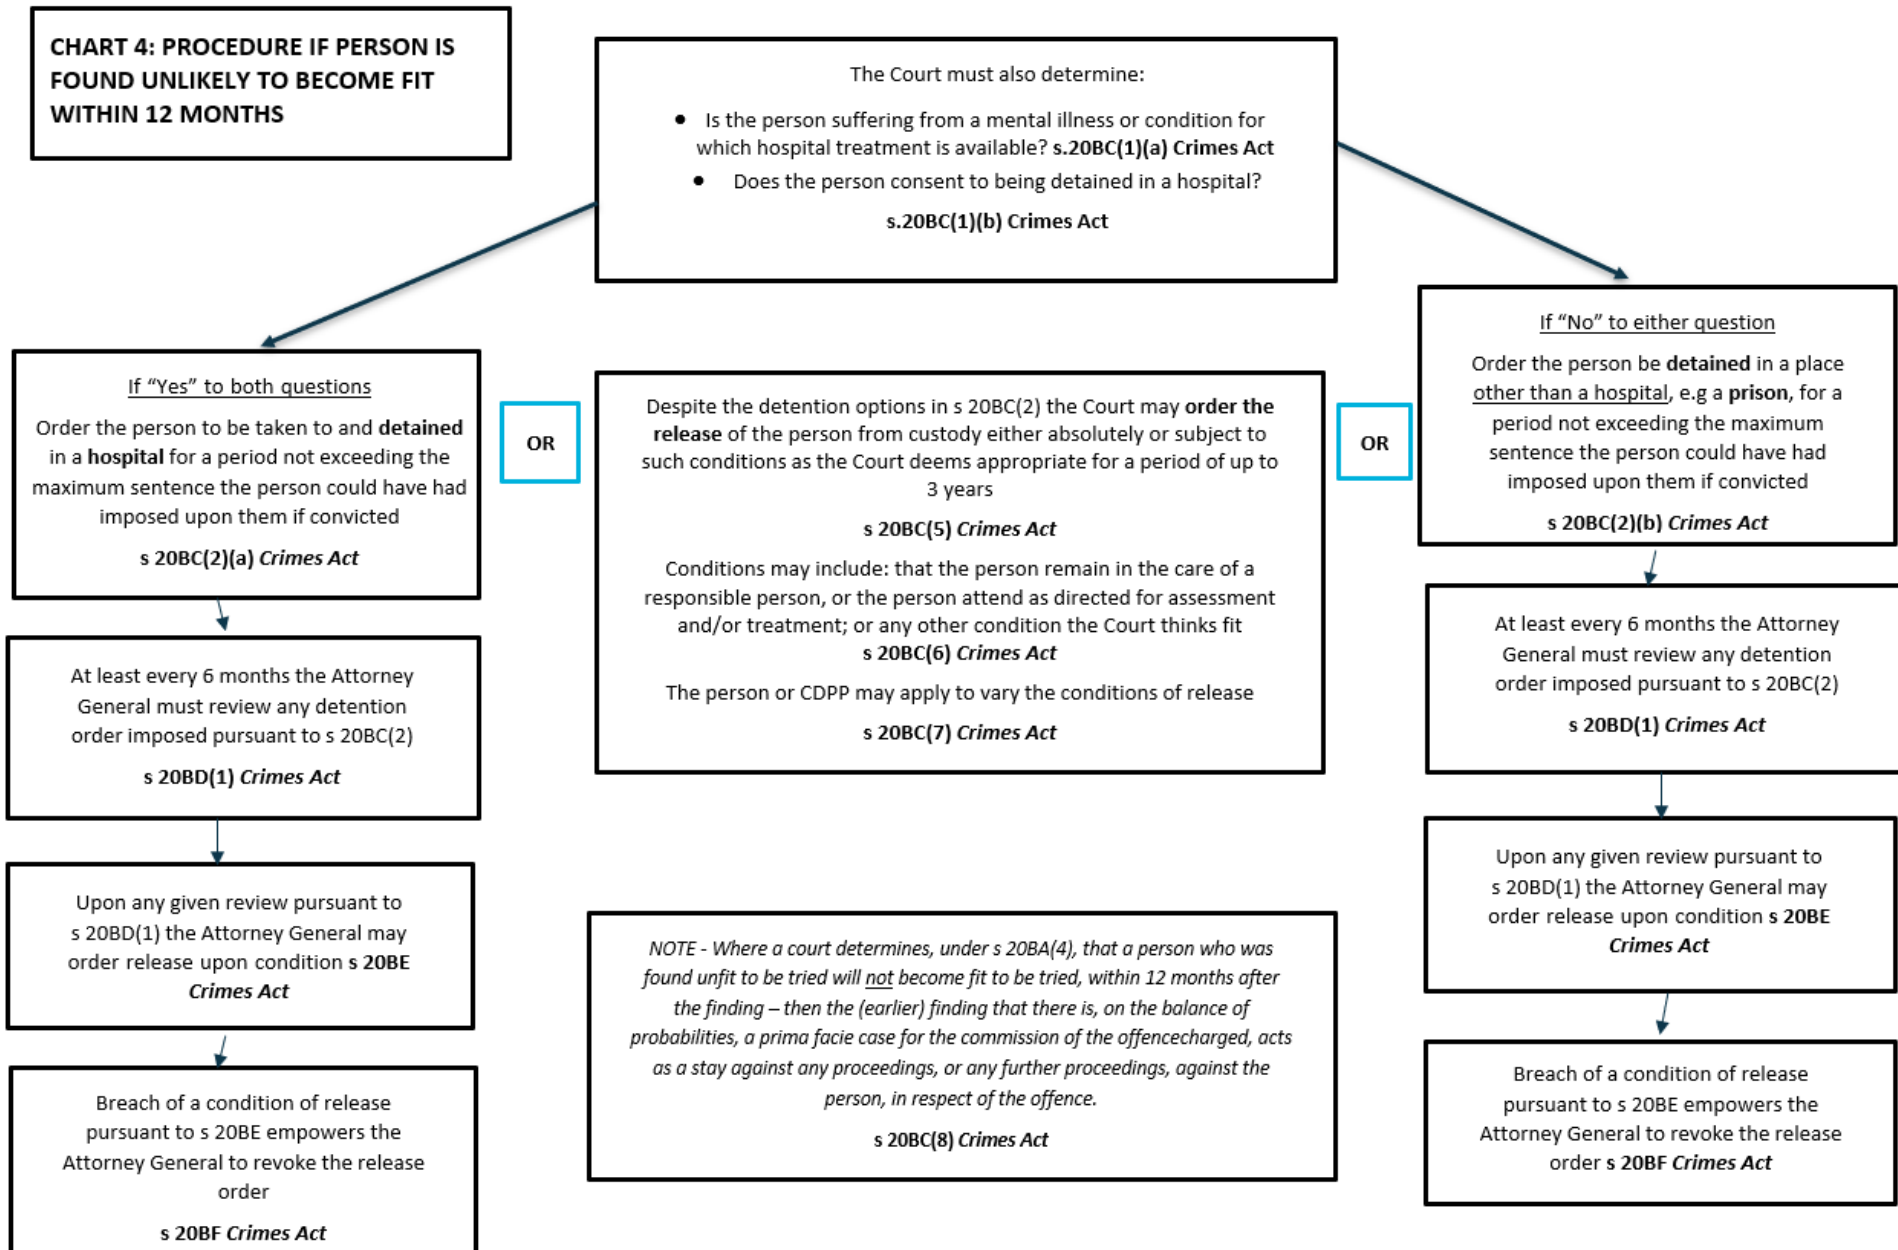 CHART 4: PROCEDURE IF PERSON IS
FOUND UNLIKELY TO BECOME FIT
WITHIN 12 MONTHS
The Court must also determine:
● Is the person suffering from a mental illness or condition for
which hospital treatment is available? s.20BC(1)(a) Crimes Act
● Does the person consent to being detained in a hospital?
s.20BC(1)(b) Crimes Act
If “Yes” to both questions
Order the person to be taken to and detained
in a hospital for a period not exceeding the
maximum sentence the person could have had
imposed upon them if convicted
s 20BC(2)(a) Crimes Act
OR
Despite the detention options in s 20BC(2) the Court may order the
release of the person from custody either absolutely or subject to
such conditions as the Court deems appropriate for a period of up to
3 years
s 20BC(5) Crimes Act
Conditions may include: that the person remain in the care of a
responsible person, or the person attend as directed for assessment
and/or treatment; or any other condition the Court thinks fit
s 20BC(6) Crimes Act
The person or CDPP may apply to vary the conditions of release
s 20BC(7) Crimes Act
OR
If “No” to either question
Order the person be detained in a place
other than a hospital, e.g a prison, for a
period not exceeding the maximum
sentence the person could have had
imposed upon them if convicted
s 20BC(2)(b) Crimes Act
At least every 6 months the Attorney
General must review any detention
order imposed pursuant to s 20BC(2)
s 20BD(1) Crimes Act
Upon any given review pursuant to
s 20BD(1) the Attorney General may
order release upon condition s 20BE
Crimes Act
Breach of a condition of release
pursuant to s 20BE empowers the
Attorney General to revoke the release
order
s 20BF Crimes Act
NOTE - Where a court determines, under s 20BA(4), that a person who was
found unfit to be tried will not become fit to be tried, within 12 months after
the finding – then the (earlier) finding that there is, on the balance of
probabilities, a prima facie case for the commission of the offencecharged, acts
as a stay against any proceedings, or any further proceedings, against the
person, in respect of the offence.
s 20BC(8) Crimes Act
At least every 6 months the Attorney
General must review any detention
order imposed pursuant to s 20BC(2)
s 20BD(1) Crimes Act
Upon any given review pursuant to
s 20BD(1) the Attorney General may
order release upon condition s 20BE
Crimes Act
Breach of a condition of release
pursuant to s 20BE empowers the
Attorney General to revoke the release
order s 20BF Crimes Act